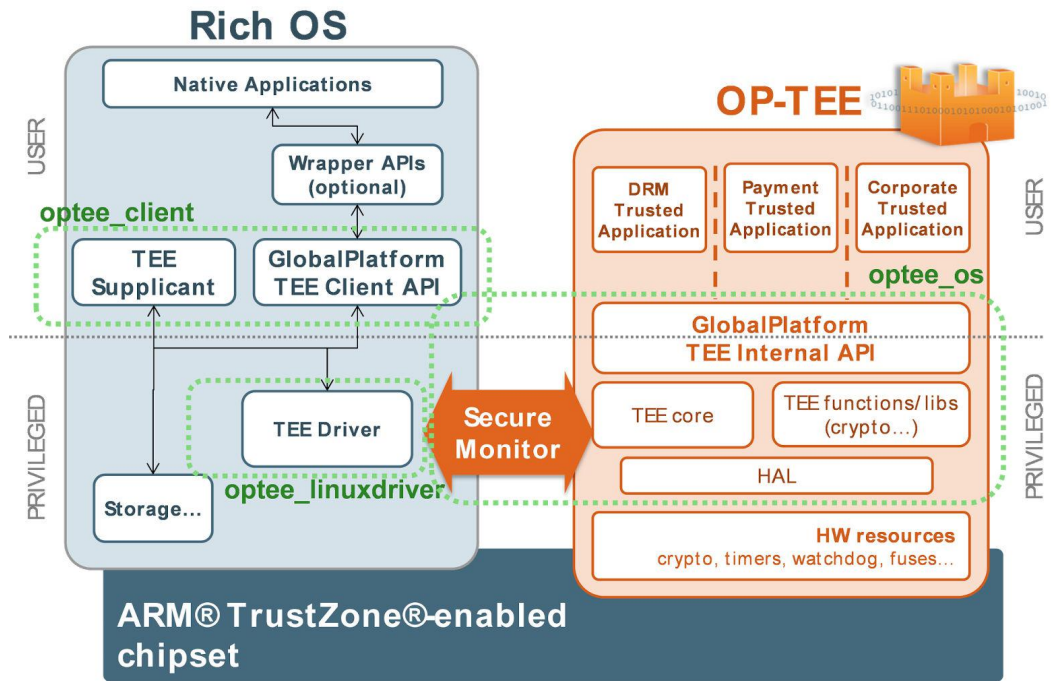 Rich OS
Native Applications
Wrapper APIs
(optional)
optee_client
TEE
Supplicant
GlobalPlatform
TEE Client API
TEE Driver
optee_linuxdriver
Storage…
USER
PRIVILEGED
Secure
Monitor
OP-TEE
DRM
Trusted
Application
Payment
Trusted
Application
Corporate
Trusted
Application
optee_os
GlobalPlatform
TEE Internal API
TEE core
TEE functions/ libs
(crypto…)
HAL
HW resources
crypto, timers, watchdog, fuses…
USER
PRIVILEGED
ARM® TrustZone®-enabled
chipset